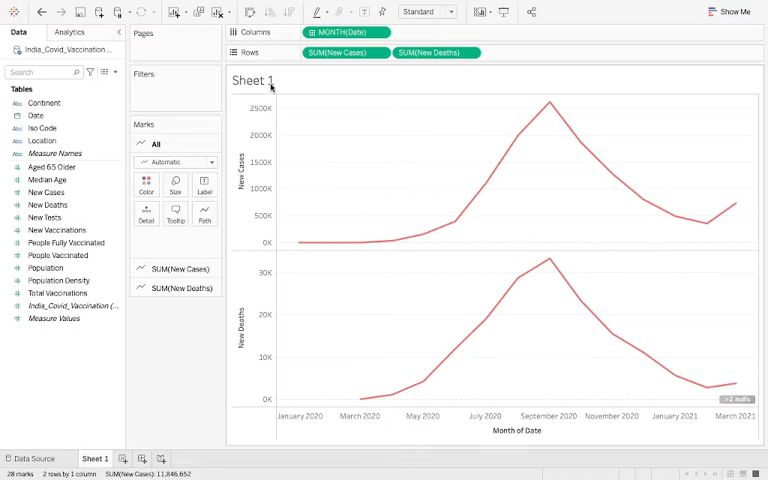 Standard
Show Me
Data
Analytics
India_Covid_Vaccination ...
Search
Tables
Abc Continent
Date
Abc Iso Code
Abc Location
Abc Measure Names
# Aged 65 Older
# Median Age
# New Cases
# New Deaths
# New Tests
# New Vaccinations
# People Fully Vaccinated
# People Vaccinated
# Population
# Population Density
# Total Vaccinations
# India_Covid_Vaccination (...
# Measure Values
Pages
Filters
Marks
All
Automatic
Color
Size
Label
Detail
Tooltip
Path
SUM(New Cases)
SUM(New Deaths)
Columns
MONTH(Date)
Rows
SUM(New Cases)
SUM(New Deaths)
Sheet 1
New Cases
2500K
2000K
1500K
1000K
500K
0K
New Deaths
30K
20K
10K
0K
>2 nulls
January 2020
March 2020
May 2020
July 2020
September 2020
November 2020
January 2021
March 2021
Month of Date
Data Source
Sheet 1
28 marks
2 rows by 1 column
SUM(New Cases): 11,846,652